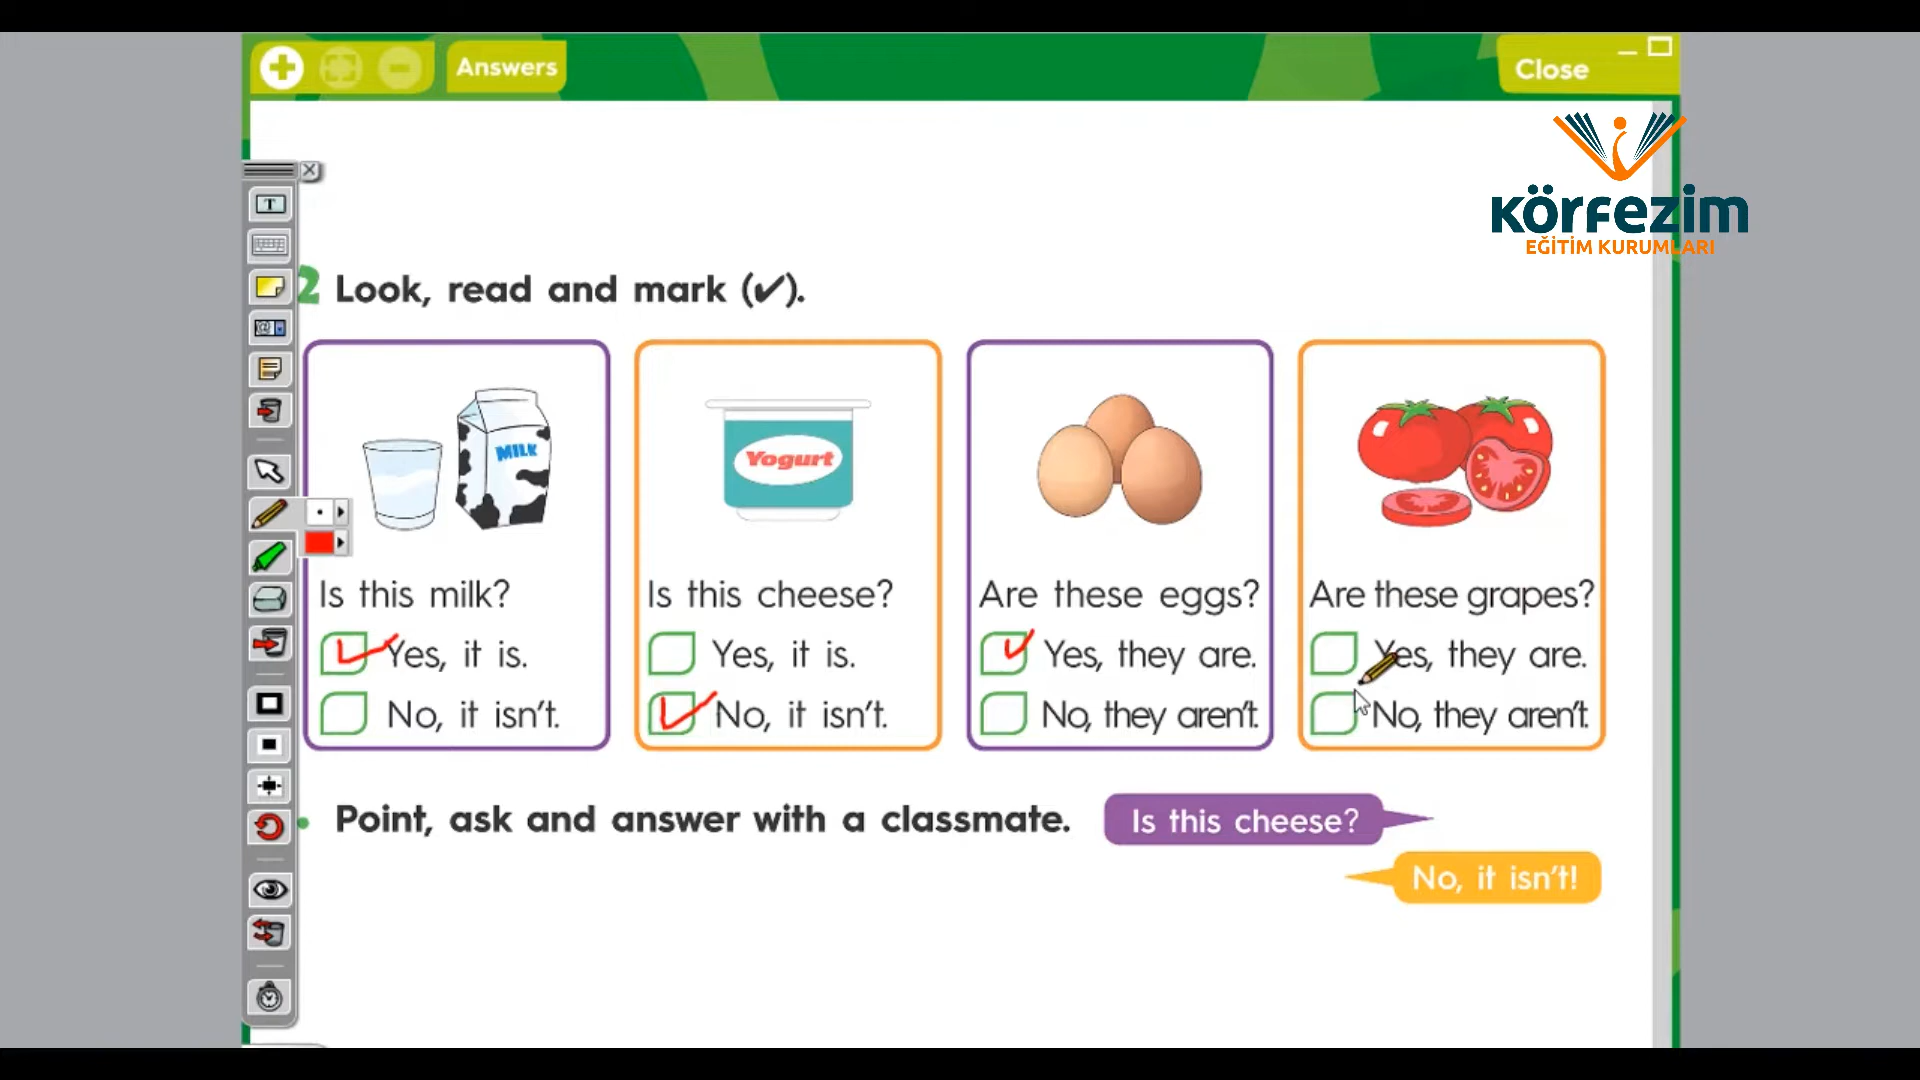 Answers
Close
KÖRFEZİM
EĞİTİM KURUMLARI
2 Look, read and mark (✔).
MILK
Yogurt
Is this milk?
Yes, it is.
No, it isn't.
Is this cheese?
Yes, it is.
No, it isn't.
Are these eggs?
Yes, they are.
No, they aren't.
Are these grapes?
Yes, they are.
No, they aren't.
Point, ask and answer with a classmate.
Is this cheese?
No, it isn't!